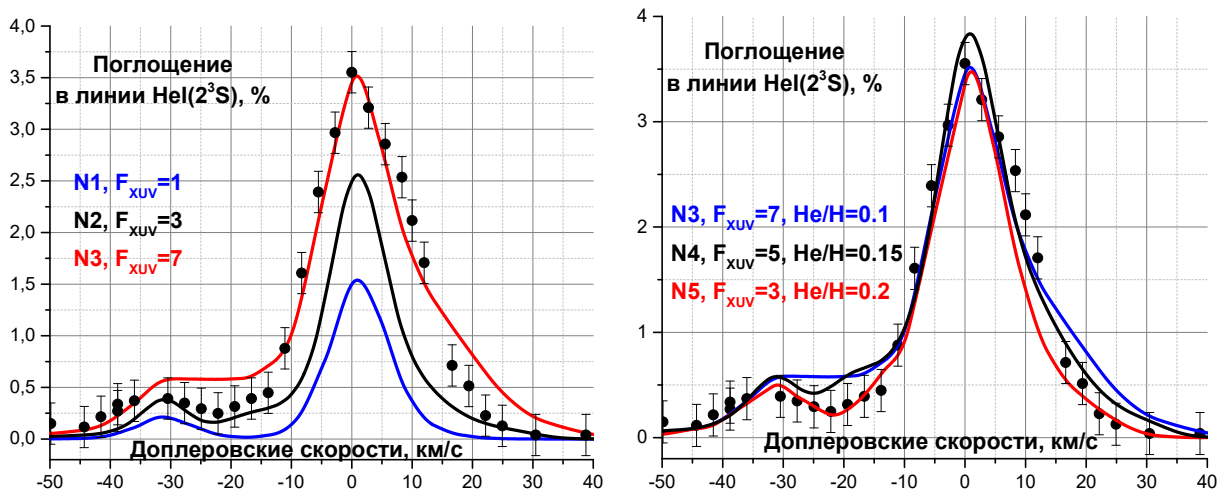 4,0
3,5
3,0
2,5
2,0
1,5
1,0
0,5
0,0
Поглощение
в линии HeI(2³S), %
N1, F_XUV=1
N2, F_XUV=3
N3, F_XUV=7
Доплеровские скорости, км/с
-50 -40 -30 -20 -10 0 10 20 30 40
4
3
2
1
0
Поглощение
в линии HeI(2³S), %
N3, F_XUV=7, He/H=0.1
N4, F_XUV=5, He/H=0.15
N5, F_XUV=3, He/H=0.2
Доплеровские скорости, км/с
-50 -40 -30 -20 -10 0 10 20 30 40